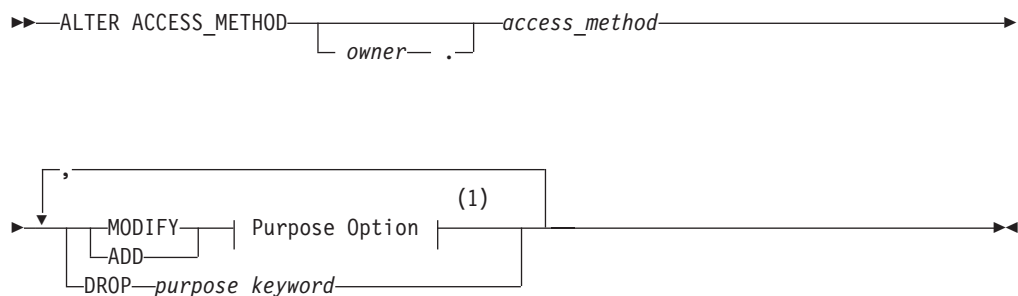 ALTER ACCESS_METHOD access_method
owner .
,
(1)
MODIFY Purpose Option
ADD
DROP purpose keyword